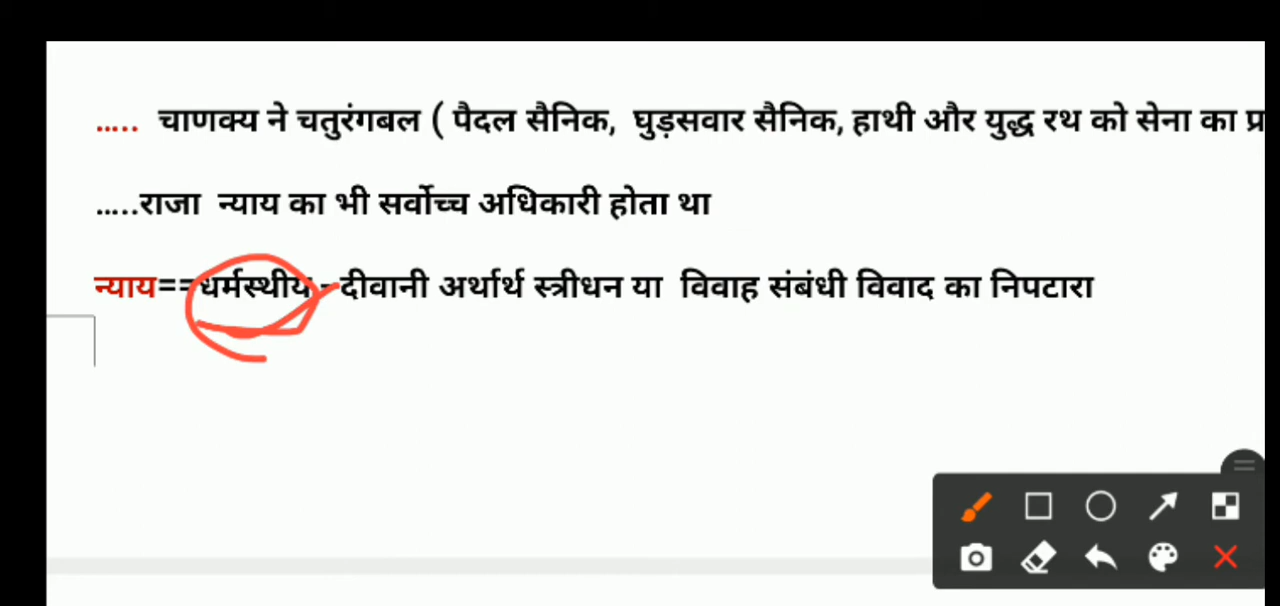 ..... चाणक्य ने चतुरंगबल ( पैदल सैनिक, घुड़सवार सैनिक, हाथी और युद्ध रथ को सेना का
.....राजा न्याय का भी सर्वोच्च अधिकारी होता था
न्याय==धर्मस्थीय - दीवानी अर्थार्थ स्त्रीधन या विवाह संबंधी विवाद का निपटारा